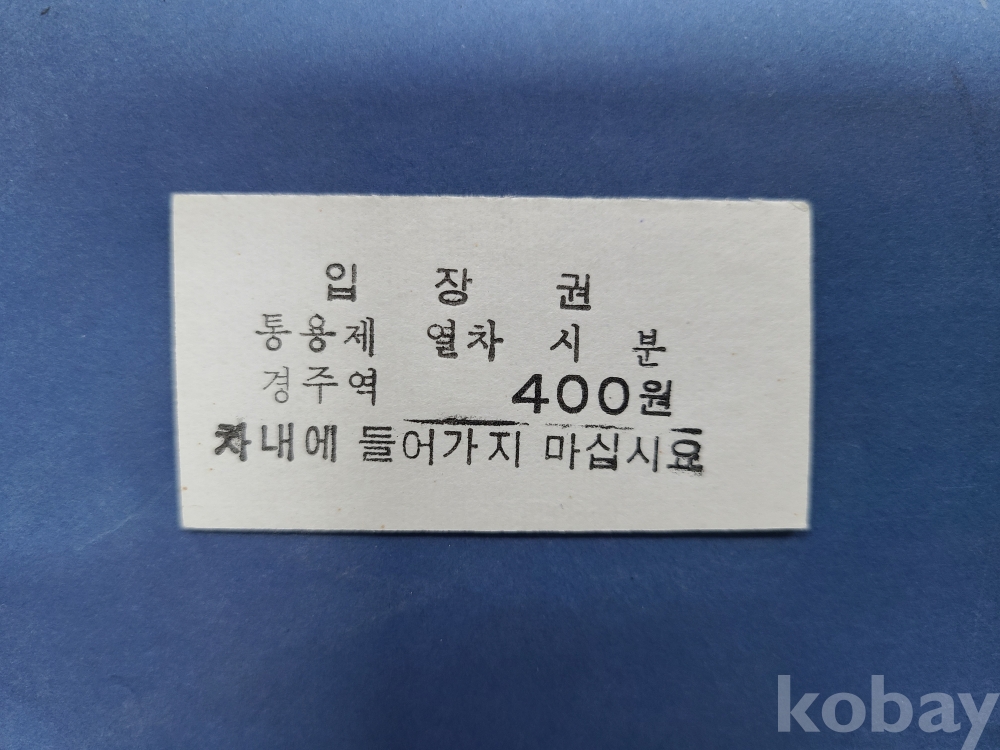 입 장 권
통용제 열차 시 분
경주역 400원
차내에 들어가지 마십시요
kobay